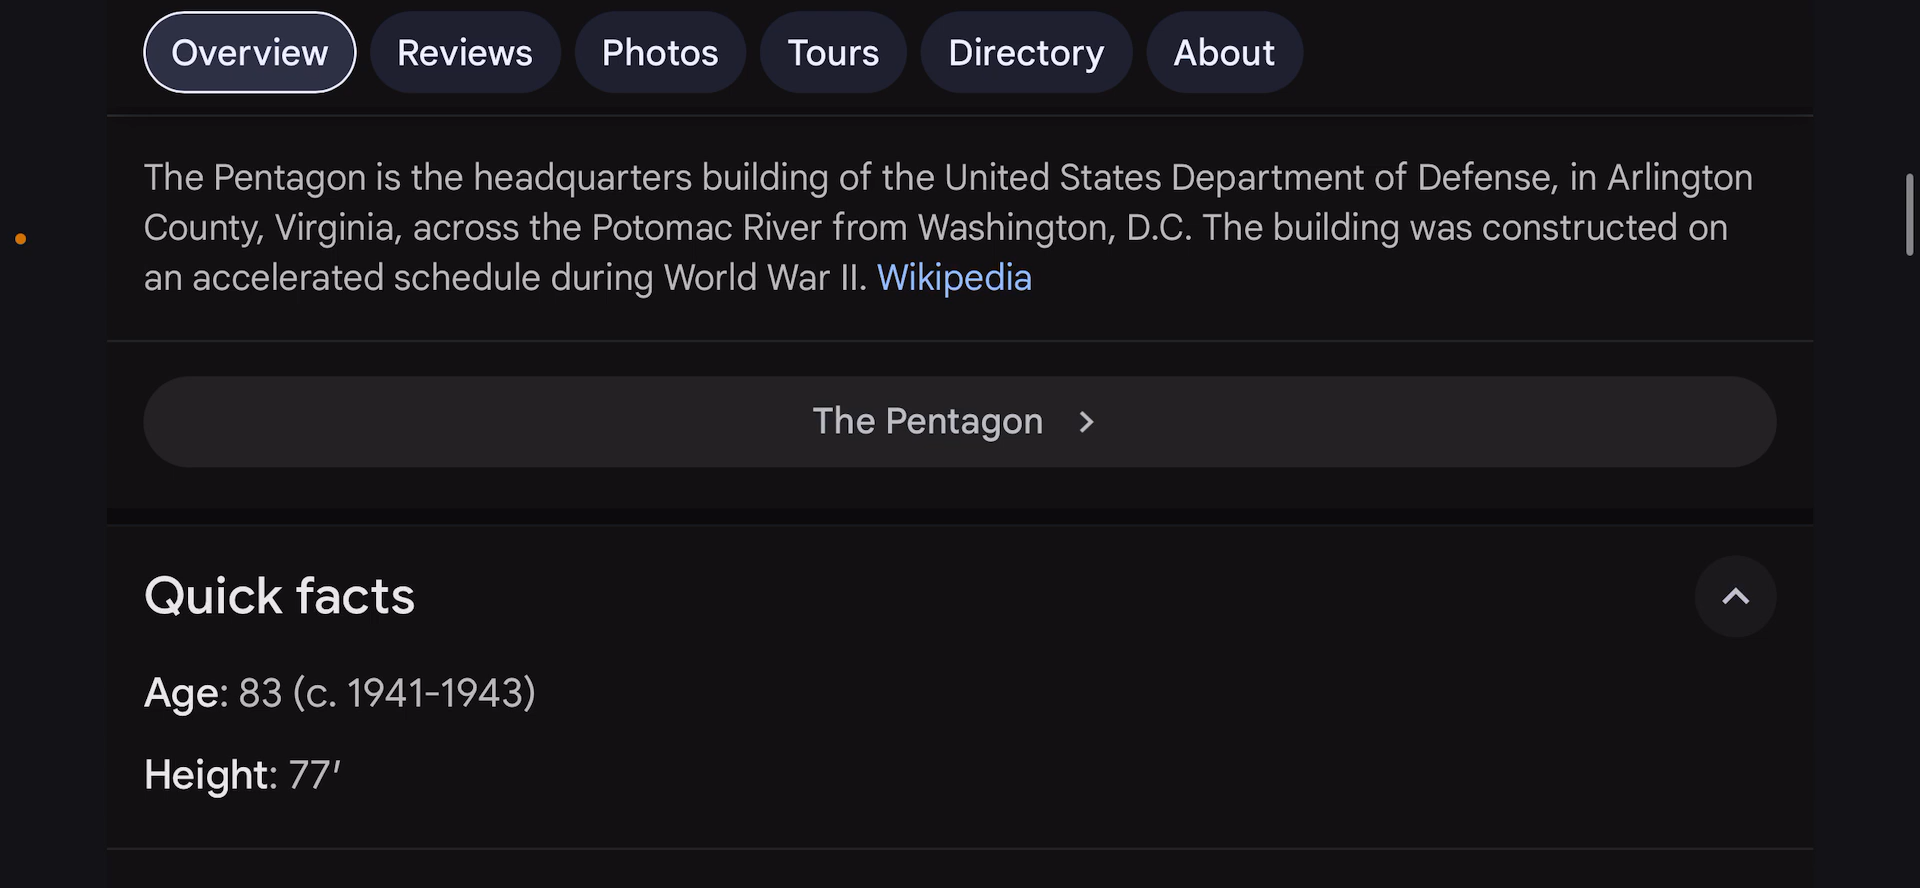 Overview Reviews Photos Tours Directory About
The Pentagon is the headquarters building of the United States Department of Defense, in Arlington
County, Virginia, across the Potomac River from Washington, D.C. The building was constructed on
an accelerated schedule during World War II. Wikipedia
The Pentagon
Quick facts
Age: 83 (c. 1941-1943)
Height: 77′